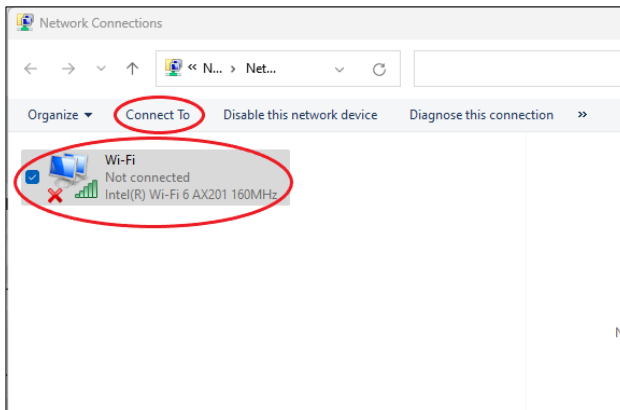 Network Connections
« N... › Net...
Organize Connect To Disable this network device Diagnose this connection »
Wi-Fi
Not connected
Intel(R) Wi-Fi 6 AX201 160MHz
N